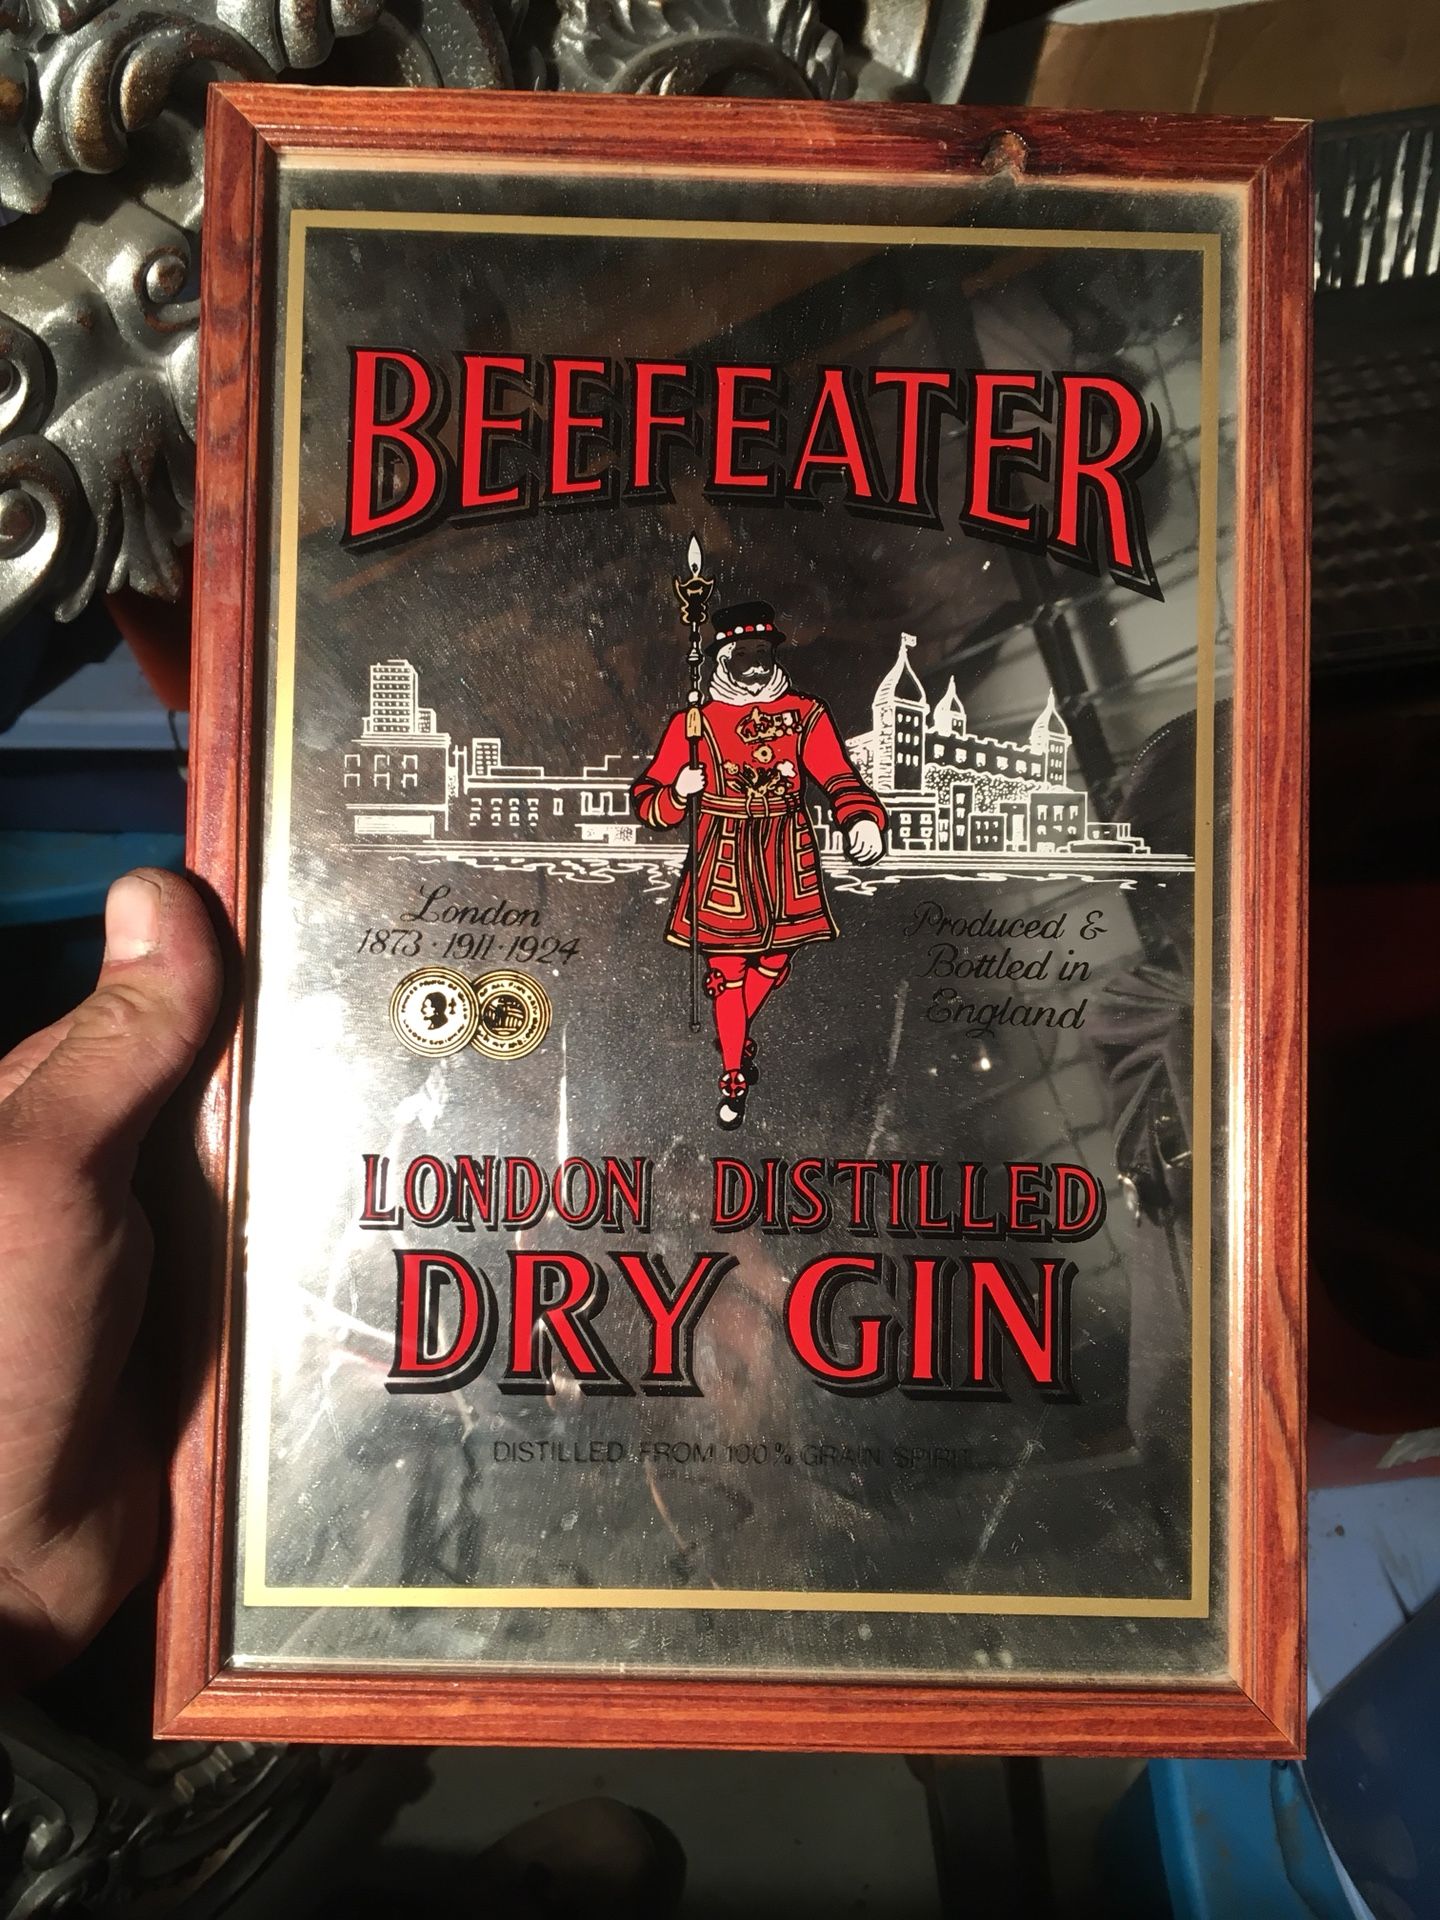 BEEFEATER
London
1873 · 1911 · 1924
Produced &
Bottled in
England
LONDON DISTILLED
DRY GIN
DISTILLED FROM 100% GRAIN SPIRIT